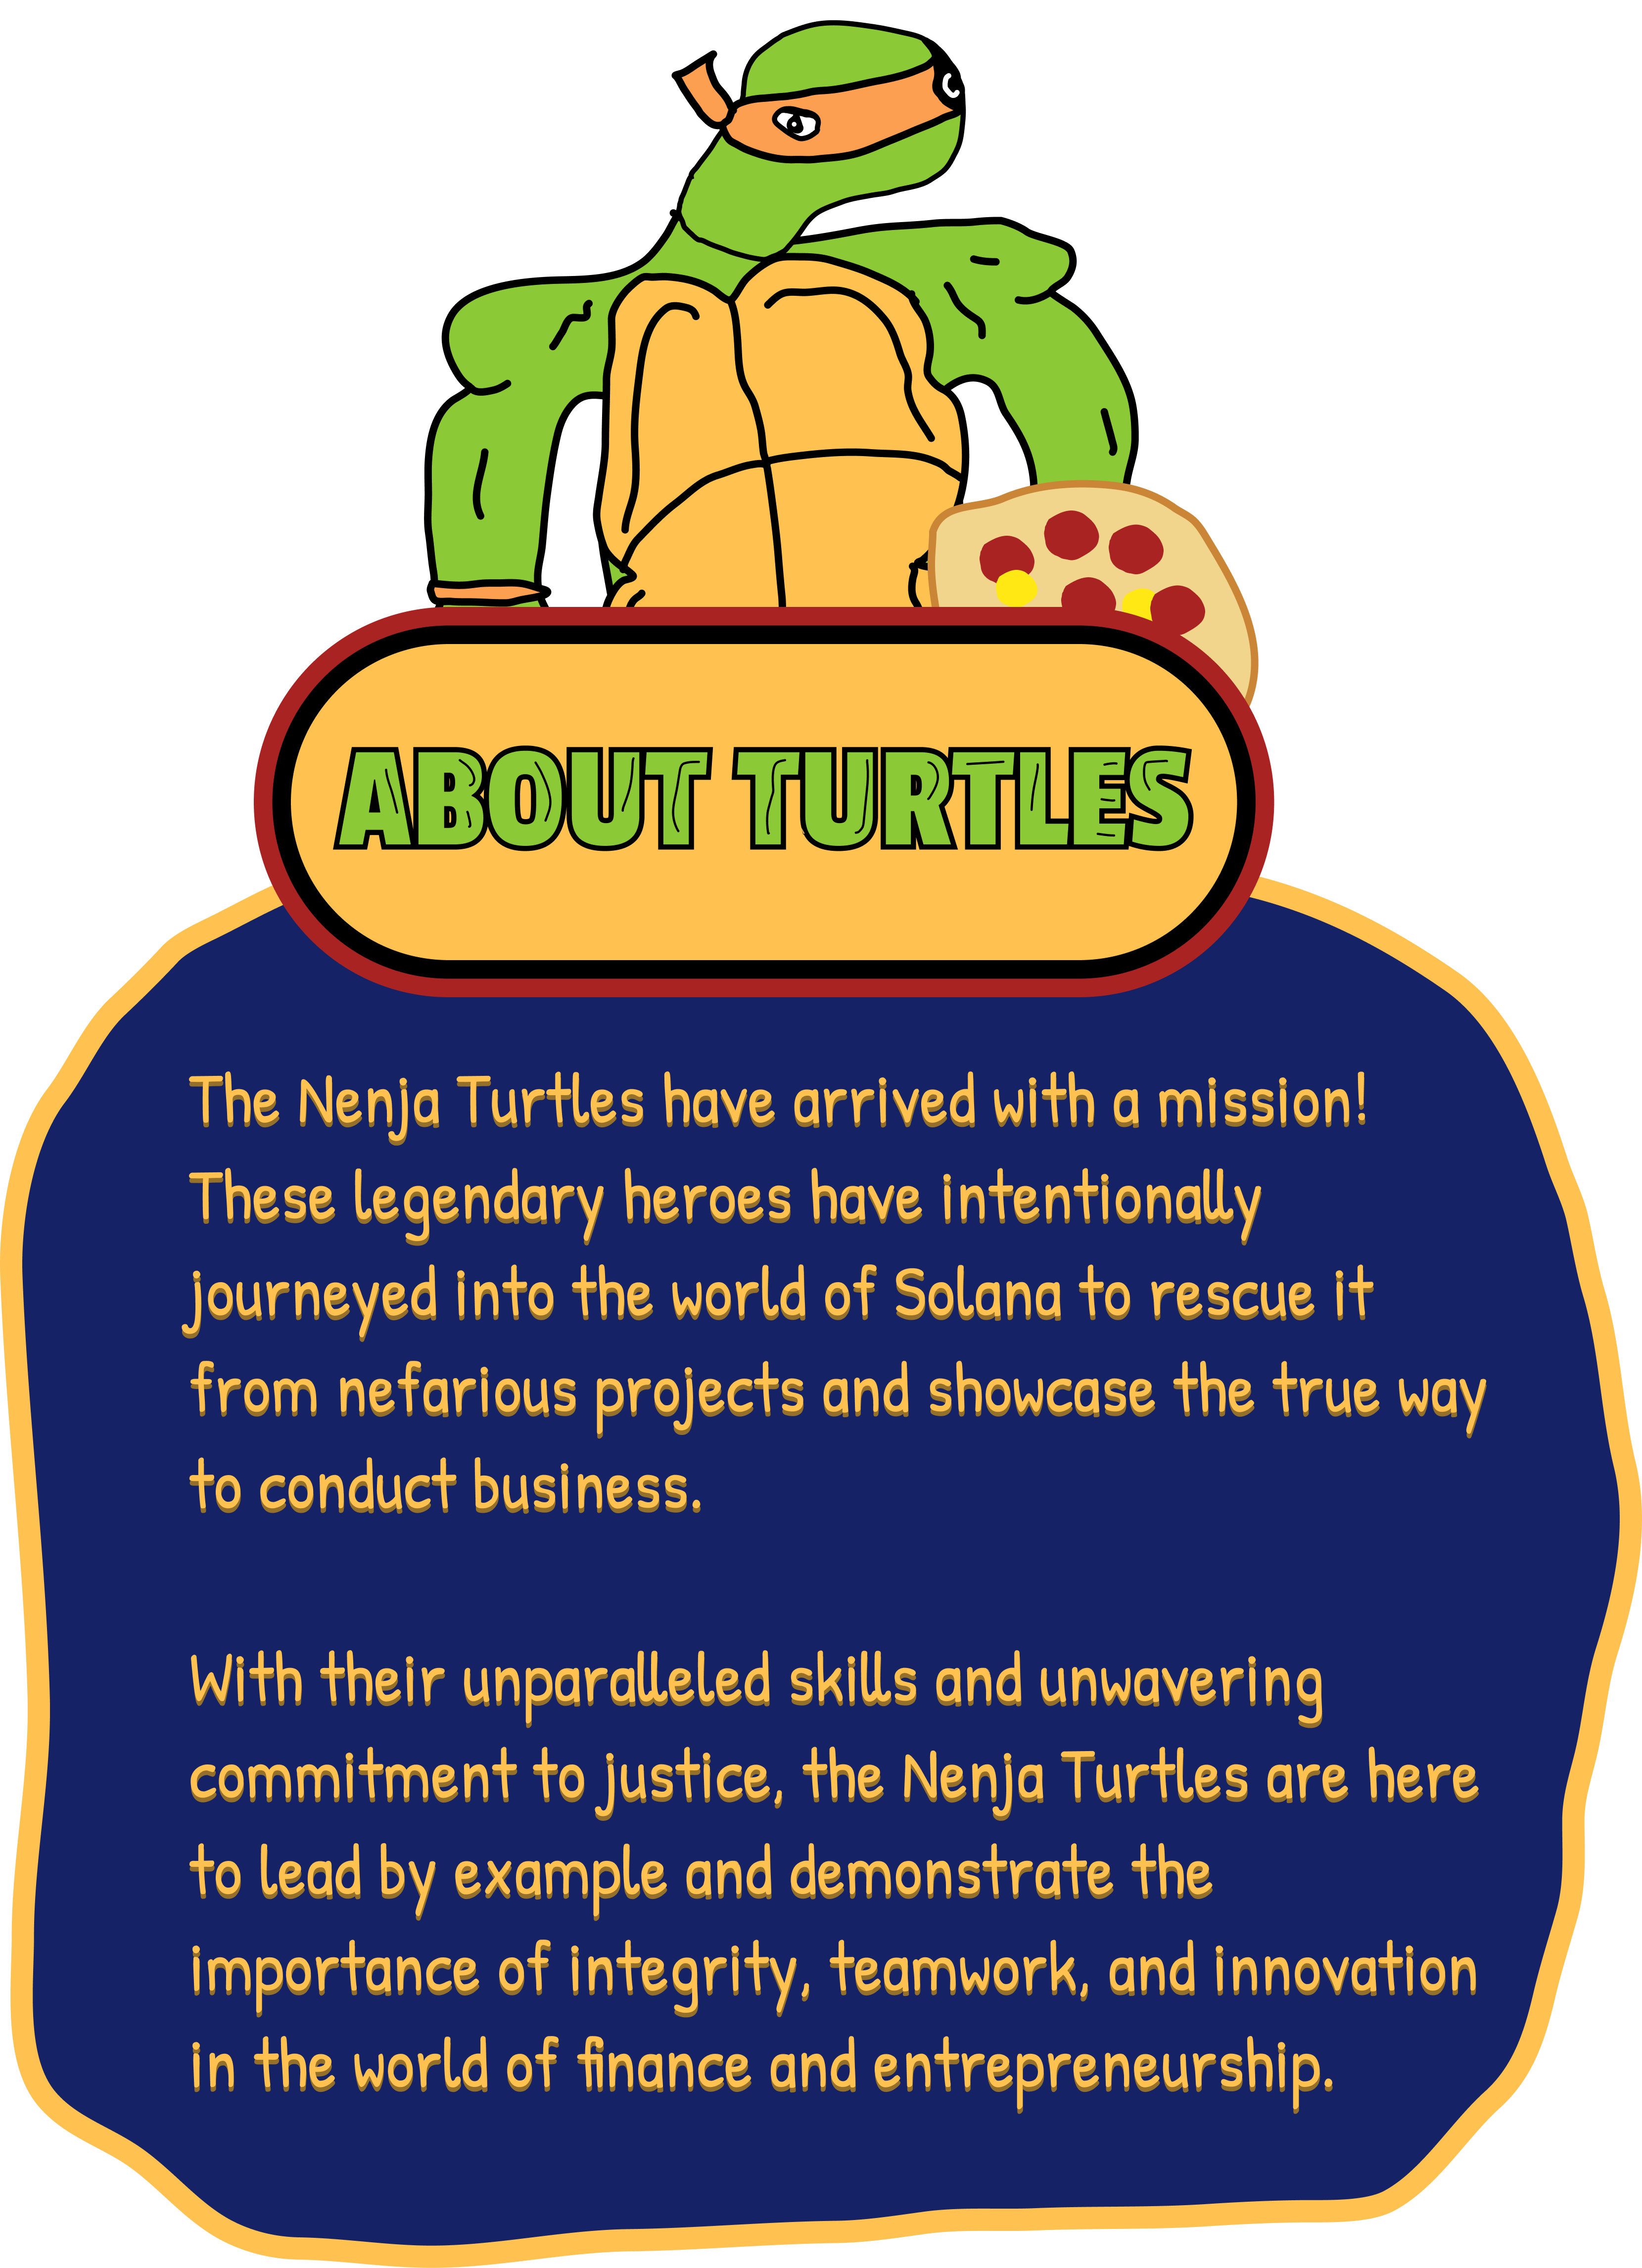 ABOUT TURTLES
The Nenja Turtles have arrived with a mission!
These legendary heroes have intentionally
journeyed into the world of Solana to rescue it
from nefarious projects and showcase the true way
to conduct business.
With their unparalleled skills and unwavering
commitment to justice, the Nenja Turtles are here
to lead by example and demonstrate the
importance of integrity, teamwork, and innovation
in the world of finance and entrepreneurship.